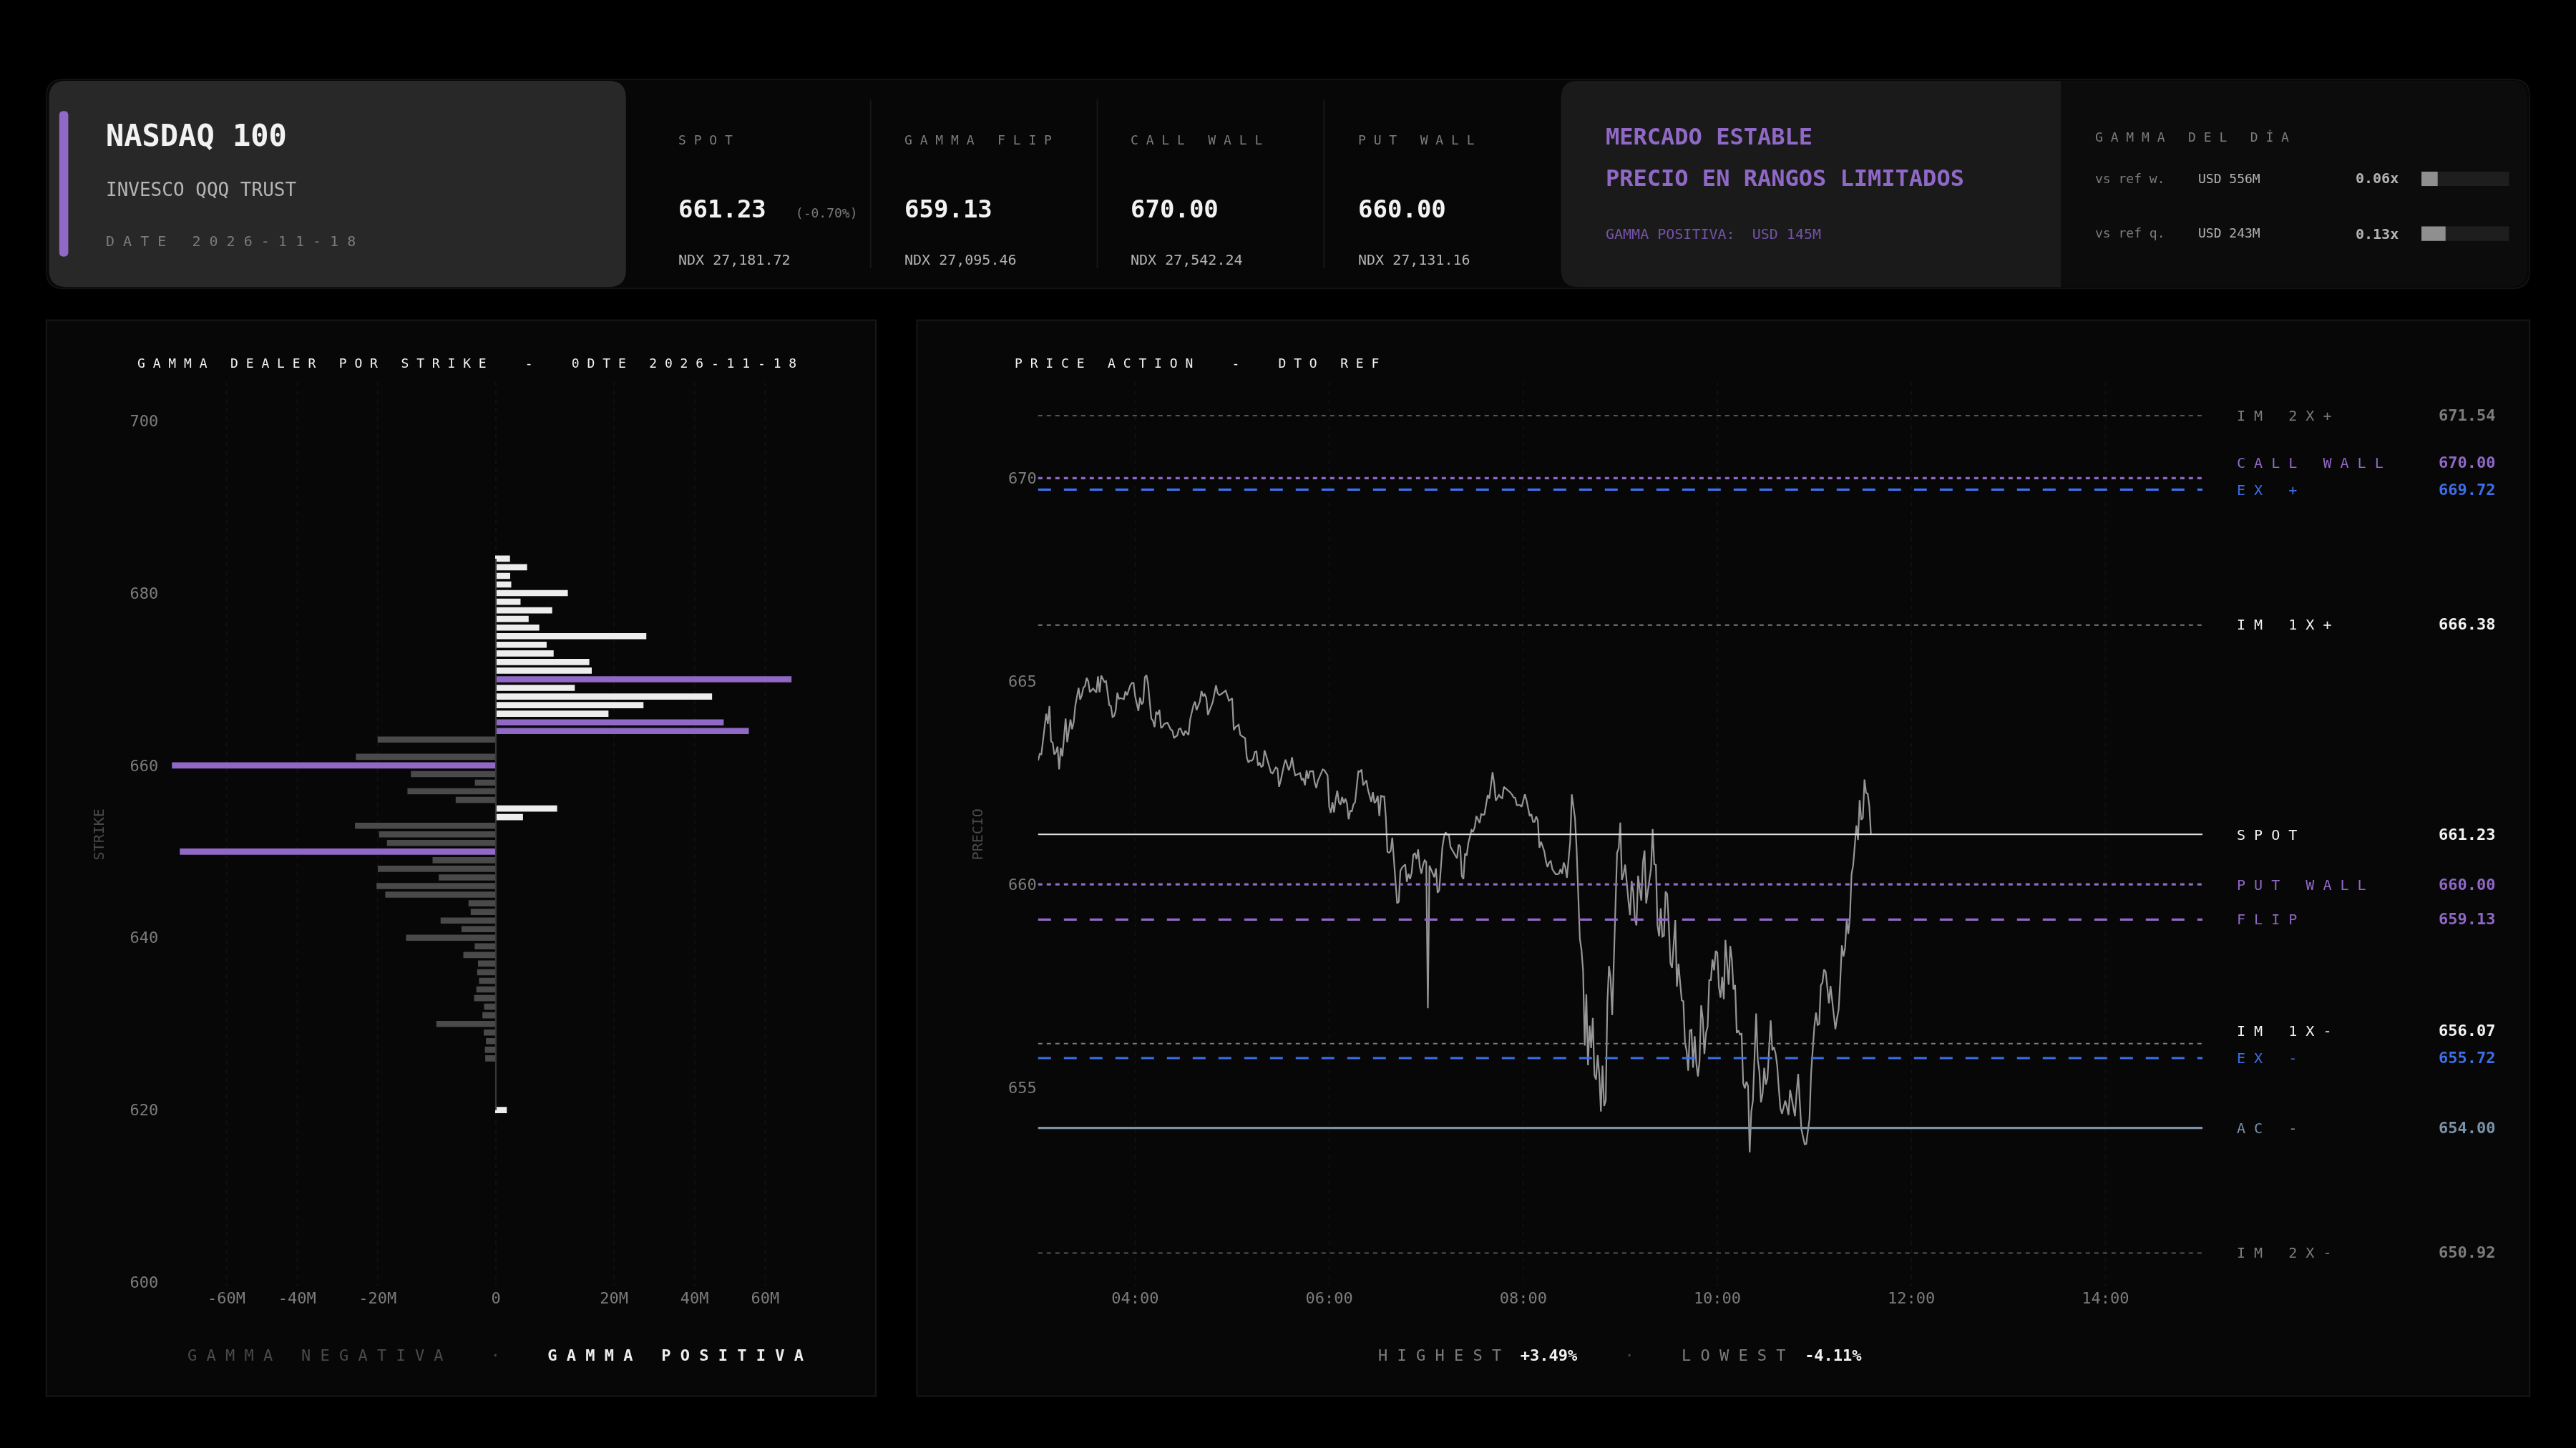 NASDAQ 100
INVESCO QQQ TRUST
DATE 2026-11-18
SPOT
661.23 (-0.70%)
NDX 27,181.72
GAMMA FLIP
659.13
NDX 27,095.46
CALL WALL
670.00
NDX 27,542.24
PUT WALL
660.00
NDX 27,131.16
MERCADO ESTABLE
PRECIO EN RANGOS LIMITADOS
GAMMA POSITIVA: USD 145M
GAMMA DEL DÍA
vs ref w. USD 556M 0.06x
vs ref q. USD 243M 0.13x
GAMMA DEALER POR STRIKE - 0DTE 2026-11-18
STRIKE
700
680
660
640
620
600
-60M -40M -20M 0 20M 40M 60M
GAMMA NEGATIVA · GAMMA POSITIVA
PRICE ACTION - DTO REF
PRECIO
670
665
660
655
IM 2X+ 671.54
CALL WALL 670.00
EX + 669.72
IM 1X+ 666.38
SPOT 661.23
PUT WALL 660.00
FLIP 659.13
IM 1X- 656.07
EX - 655.72
AC - 654.00
IM 2X- 650.92
04:00 06:00 08:00 10:00 12:00 14:00
HIGHEST +3.49% · LOWEST -4.11%